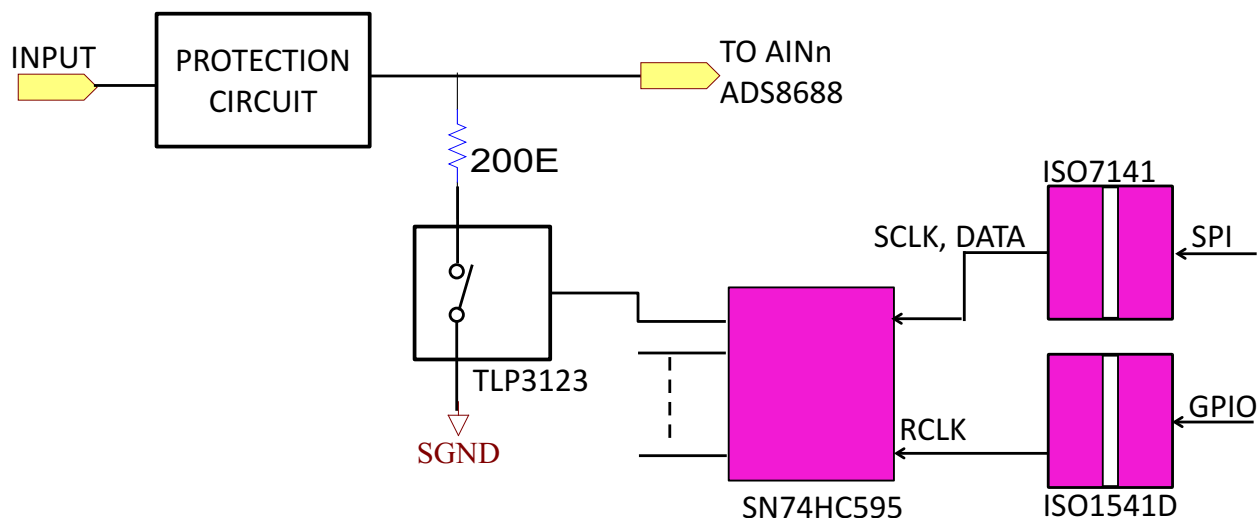 INPUT
PROTECTION
CIRCUIT
TO AINn
ADS8688
200E
ISO7141
SCLK, DATA
SPI
TLP3123
GPIO
RCLK
SGND
SN74HC595
ISO1541D